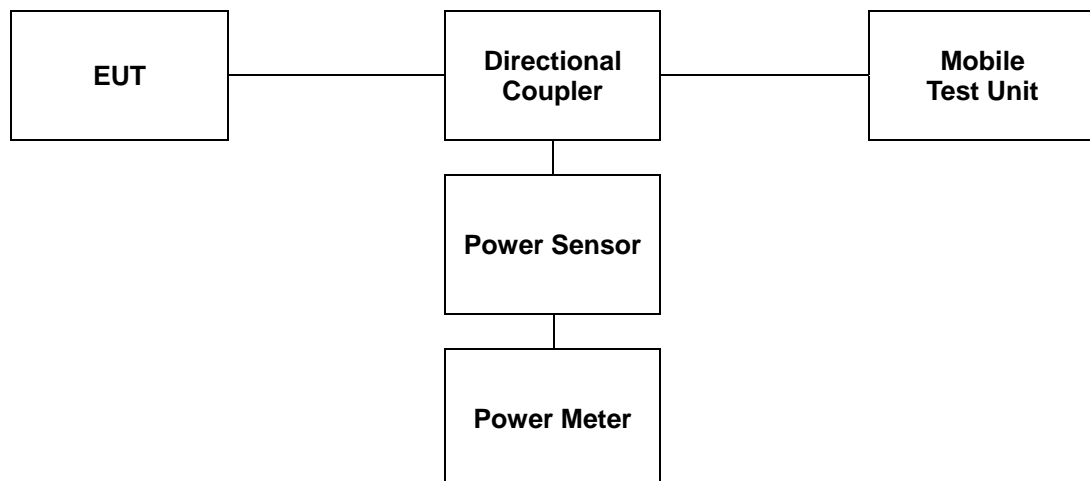 EUT
Directional
Coupler
Mobile
Test Unit
Power Sensor
Power Meter